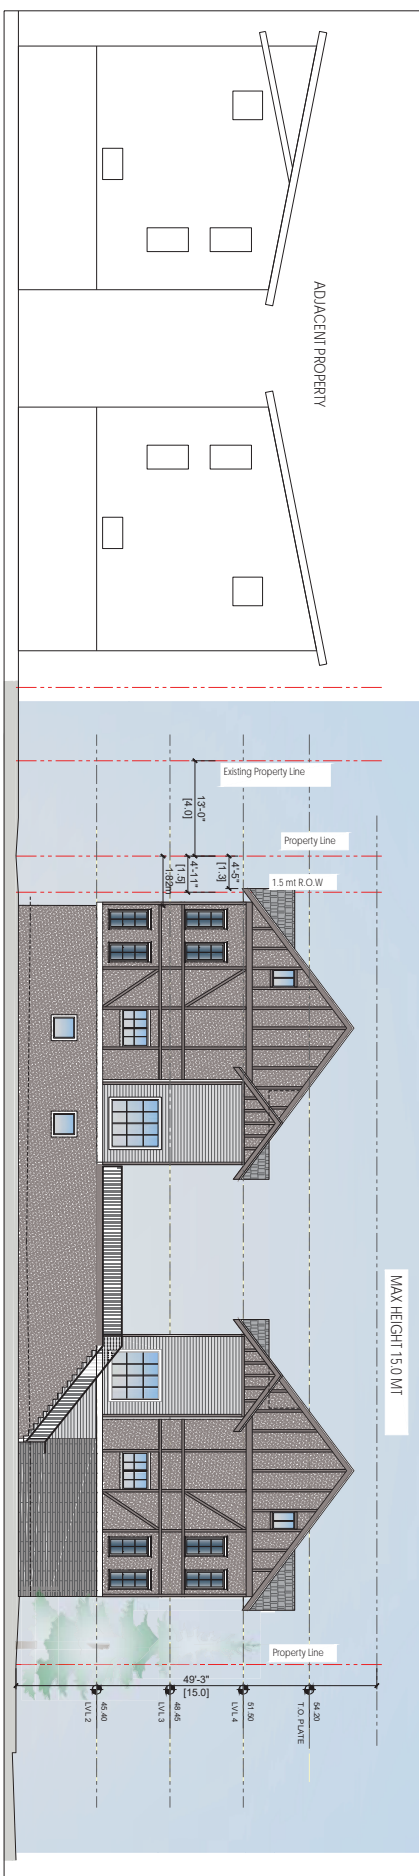 ADJACENT PROPERTY
Existing Property Line
13'-0"
[4.0]
Property Line
4'-5"
[1.3]
4'-11"
[1.5]
1.82m
1.5 mt R.O.W
MAX HEIGHT 15.0 MT
Property Line
49'-3"
[15.0]
54.20
T.O. PLATE
51.50
LVL 4
48.45
LVL 3
45.40
LVL 2